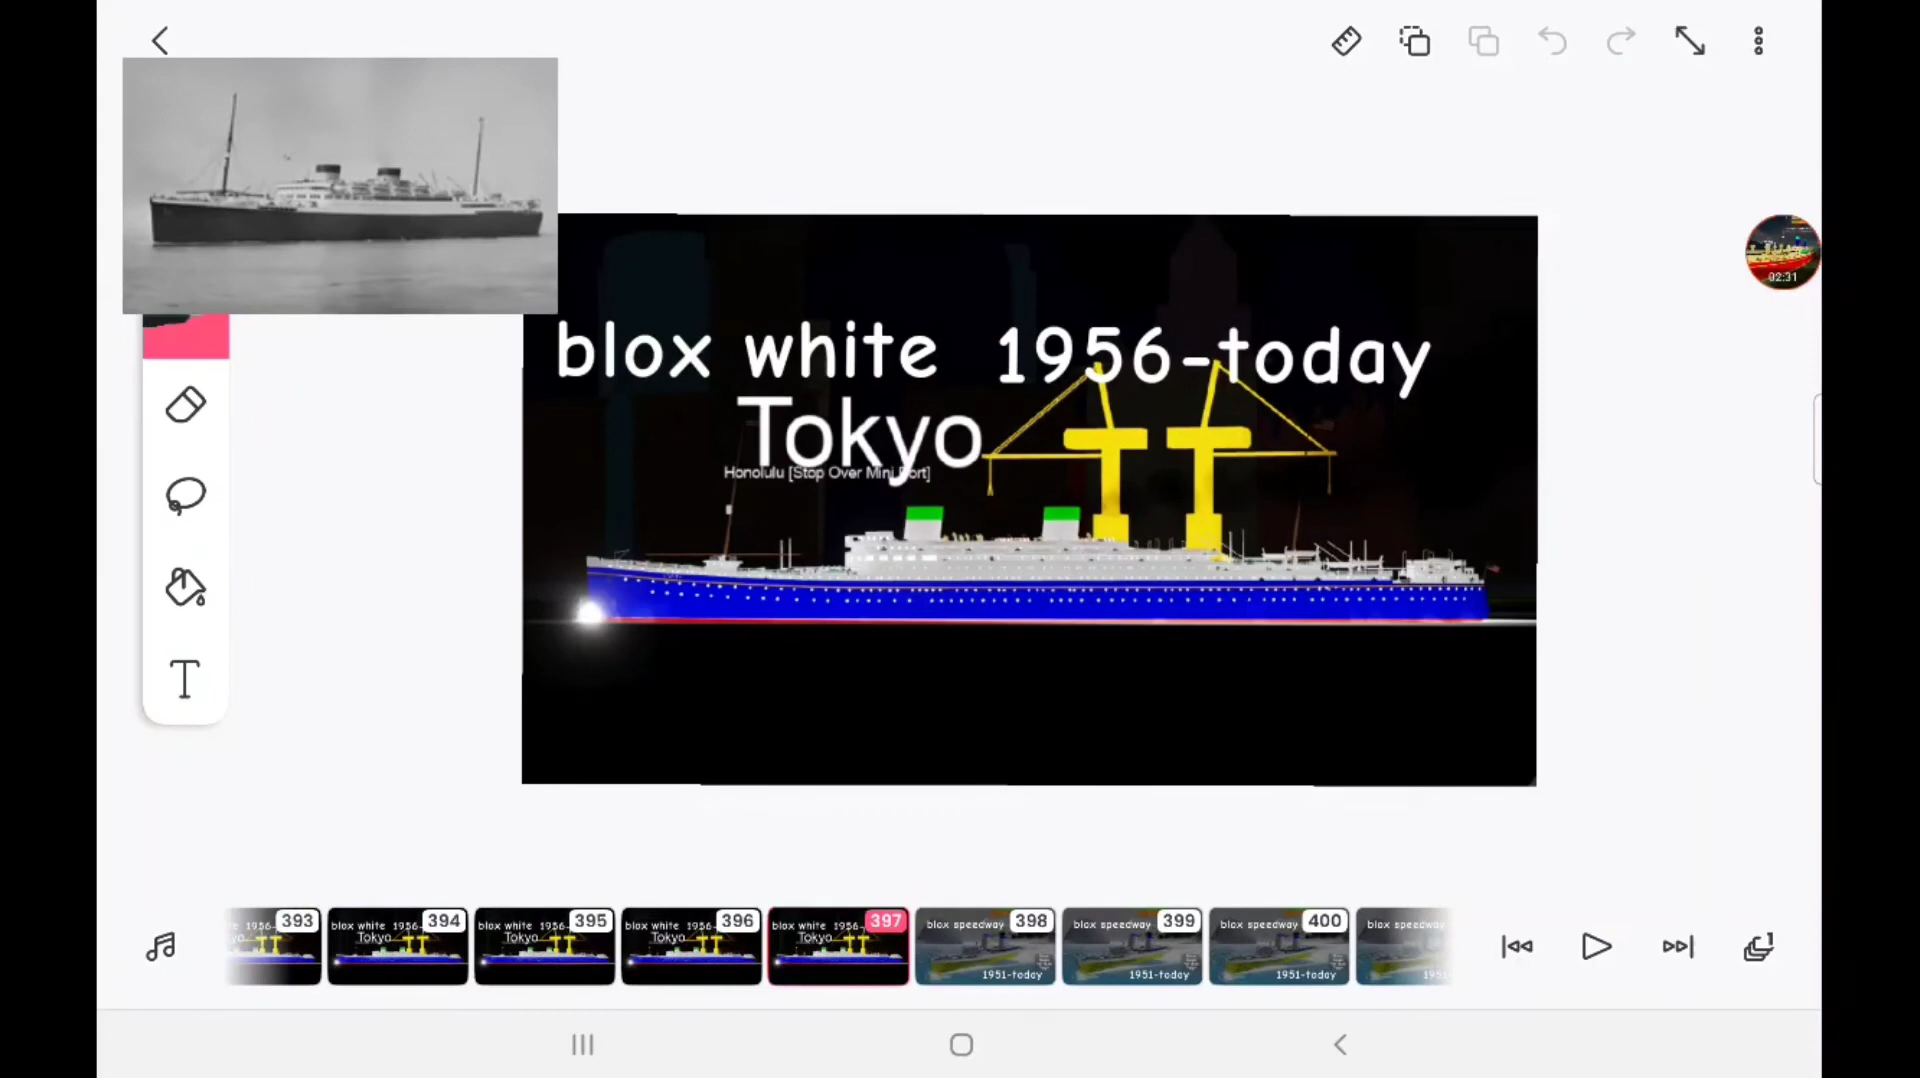 02:31
blox white 1956-today
Tokyo
Honolulu [Stop Over Mini Port]
393
blox white 1956-
Tokyo
394
blox white 1956-
Tokyo
395
blox white 1956-
Tokyo
396
blox white 1956-
Tokyo
397
blox speedway
1951-today
398
blox speedway
1951-today
399
blox speedway
1951-today
400
blox speedway